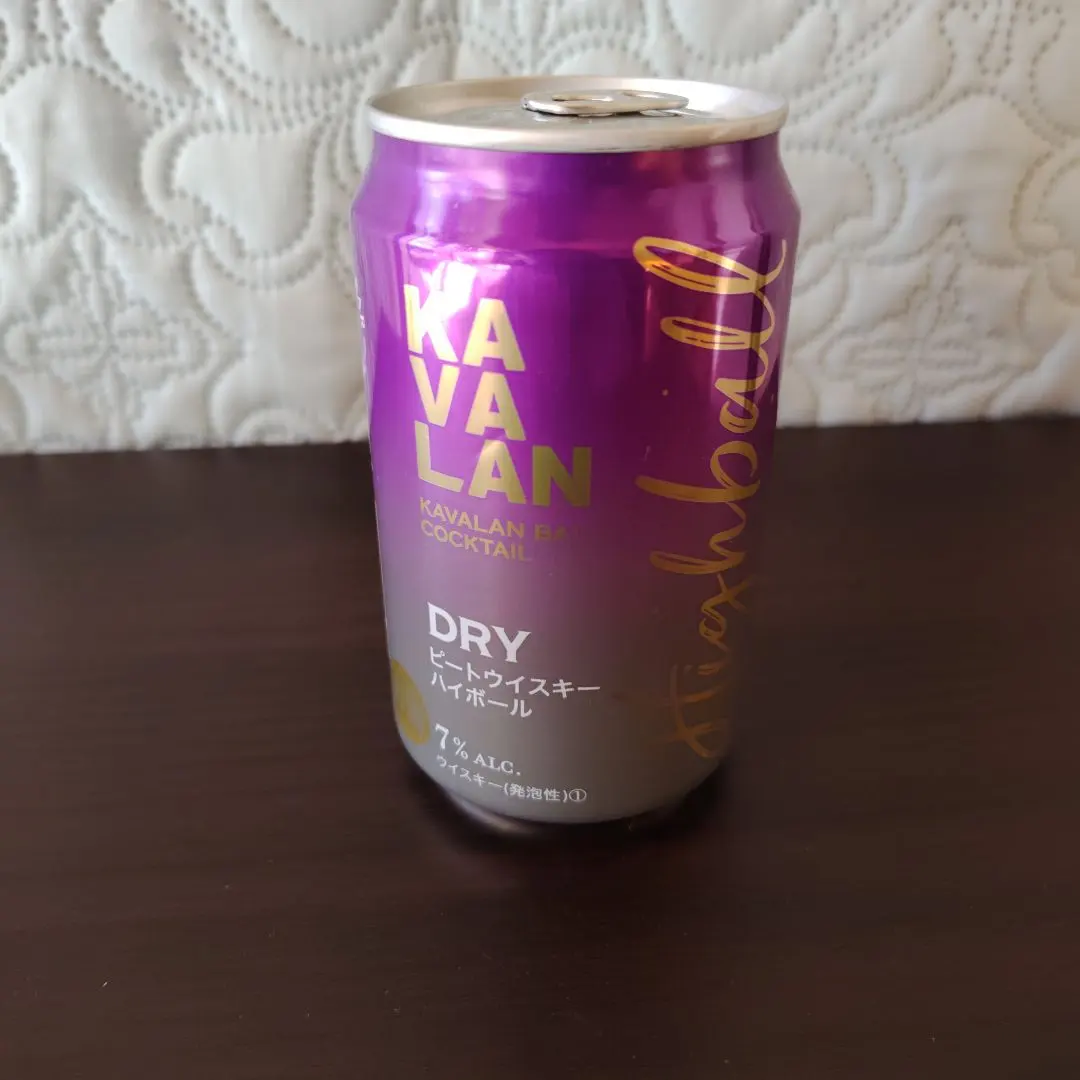 KA
VA
LAN
KAVALAN
COCKTAIL
DRY
ピートウイスキー
ハイボール
7% ALC.
ウイスキー(発泡性)①
Highball